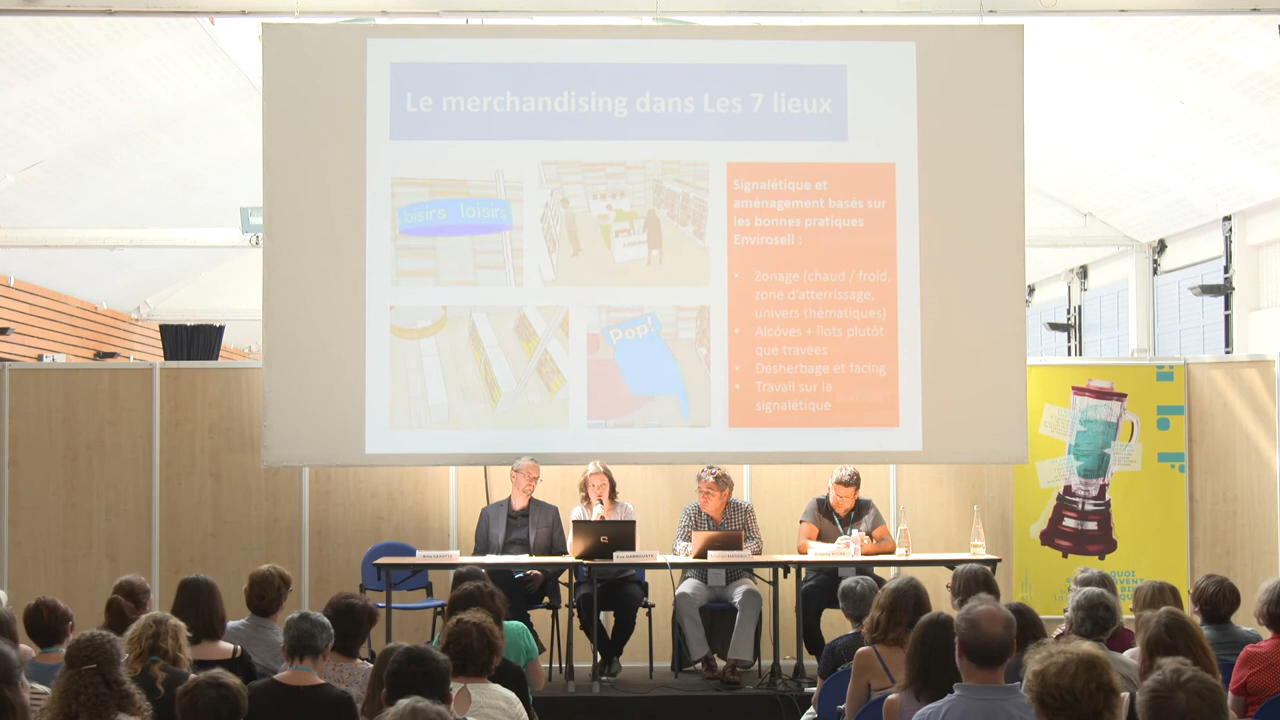 Le merchandising dans Les 7 lieux
loisirs loisirs
Pop!
Signalétique et
aménagement basés sur
les bonnes pratiques
Envirosell :
• Zonage (chaud / froid,
zone d'atterrissage,
univers thématiques)
• Alcôves + îlots plutôt
que travées
• Désherbage et facing
• Travail sur la
signalétique
QUOI